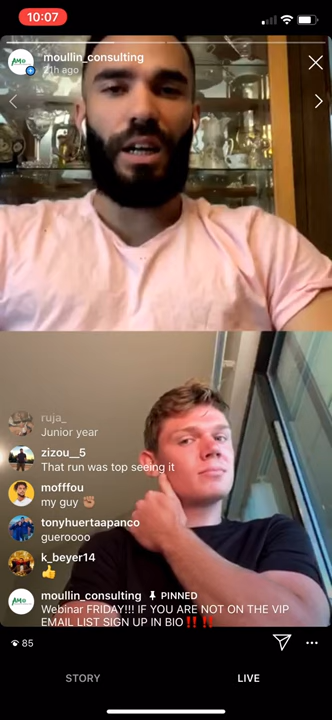 10:07
moullin_consulting
21h ago
ruja_
Junior year
zizou__5
That run was top seeing it
mofffou
my guy ✊🏽
tonyhuertaapanco
gueroooo
k_beyer14
👍
moullin_consulting PINNED
Webinar FRIDAY!!! IF YOU ARE NOT ON THE VIP
EMAIL LIST SIGN UP IN BIO‼️‼️
85
STORY LIVE